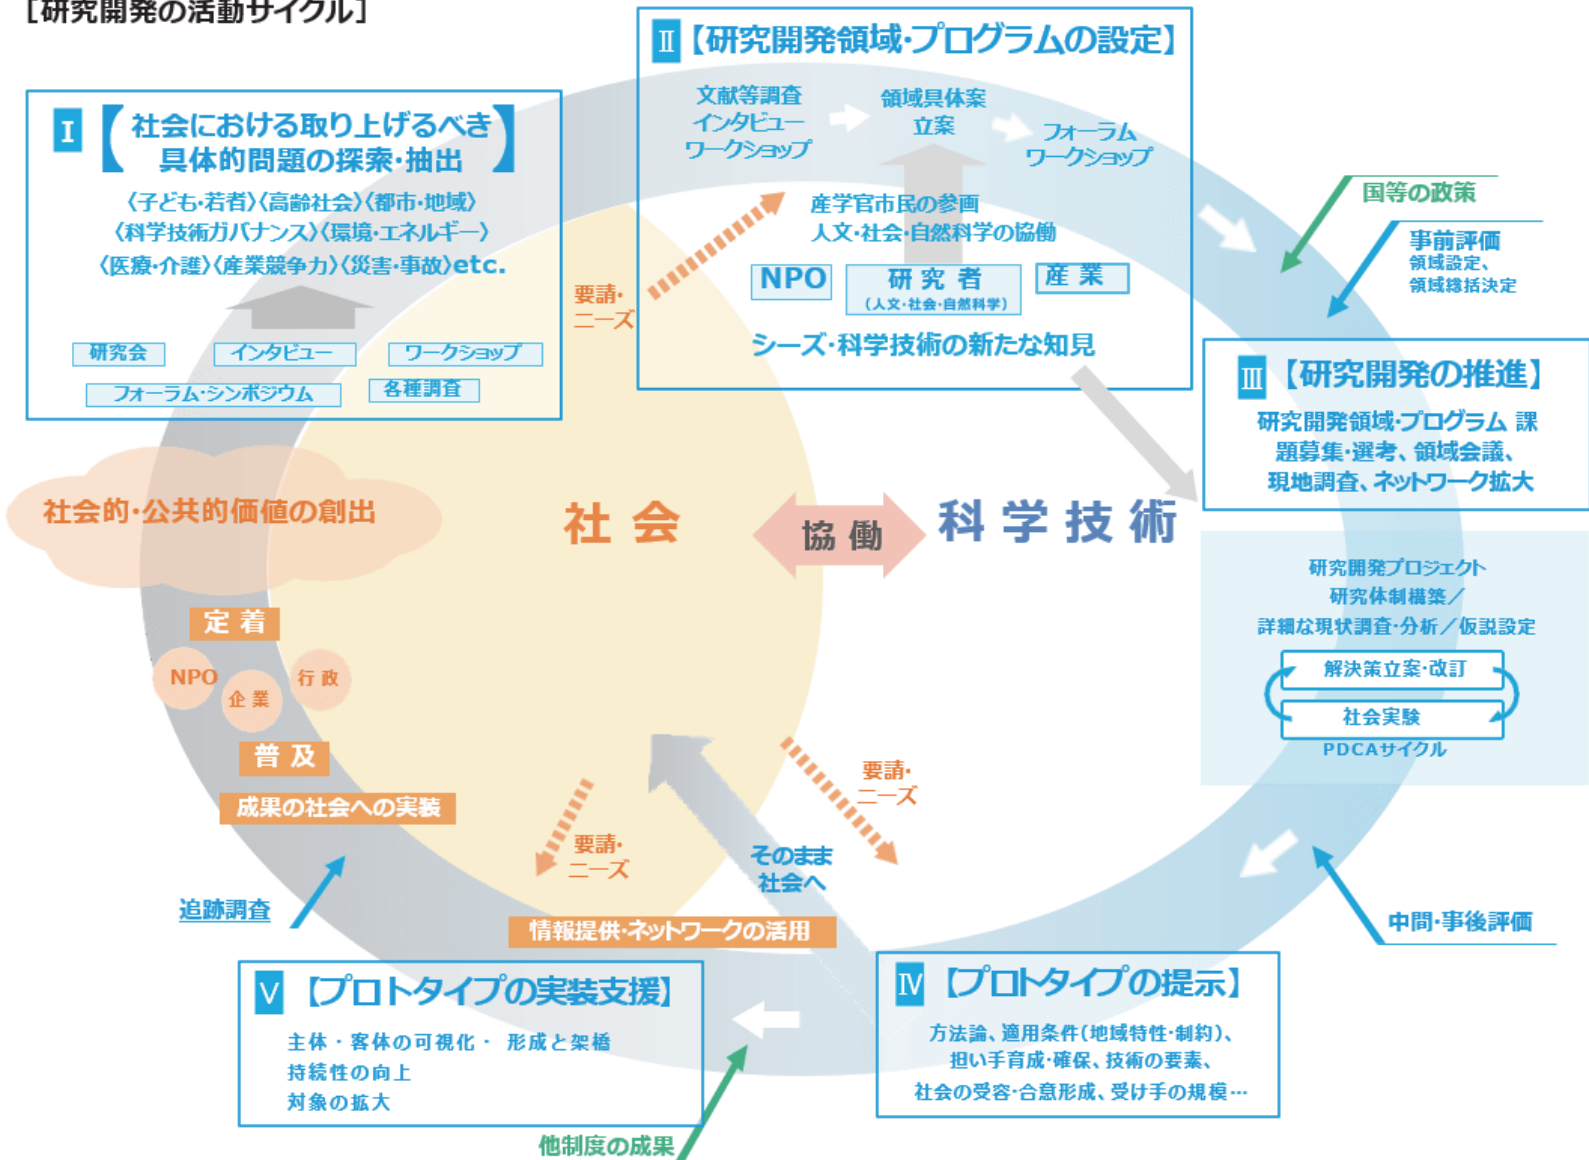 ［研究開発の活動サイクル］
Ⅰ
【社会における取り上げるべき
具体的問題の探索・抽出】
〈子ども・若者〉〈高齢社会〉〈都市・地域〉
〈科学技術ガバナンス〉〈環境・エネルギー〉
〈医療・介護〉〈産業競争力〉〈災害・事故〉etc.
研究会
インタビュー
ワークショップ
フォーラム・シンポジウム
各種調査
Ⅱ【研究開発領域・プログラムの設定】
文献等調査
インタビュー
ワークショップ
領域具体案
立案
フォーラム
ワークショップ
産学官市民の参画
人文・社会・自然科学の協働
NPO
研究者
（人文・社会・自然科学）
産業
シーズ・科学技術の新たな知見
要請・
ニーズ
国等の政策
事前評価
領域設定、
領域総括決定
Ⅲ【研究開発の推進】
研究開発領域・プログラム 課
題募集・選考、領域会議、
現地調査、ネットワーク拡大
研究開発プロジェクト
研究体制構築／
詳細な現状調査・分析／仮説設定
解決策立案・改訂
社会実験
PDCAサイクル
社会
協働
科学技術
社会的・公共的価値の創出
定着
NPO
企業
行政
普及
成果の社会への実装
追跡調査
要請・
ニーズ
要請・
ニーズ
そのまま
社会へ
情報提供・ネットワークの活用
中間・事後評価
Ⅳ【プロトタイプの提示】
方法論、適用条件（地域特性・制約）、
担い手育成・確保、技術の要素、
社会の受容・合意形成、受け手の規模…
Ⅴ【プロトタイプの実装支援】
主体・客体の可視化・ 形成と架橋
持続性の向上
対象の拡大
他制度の成果